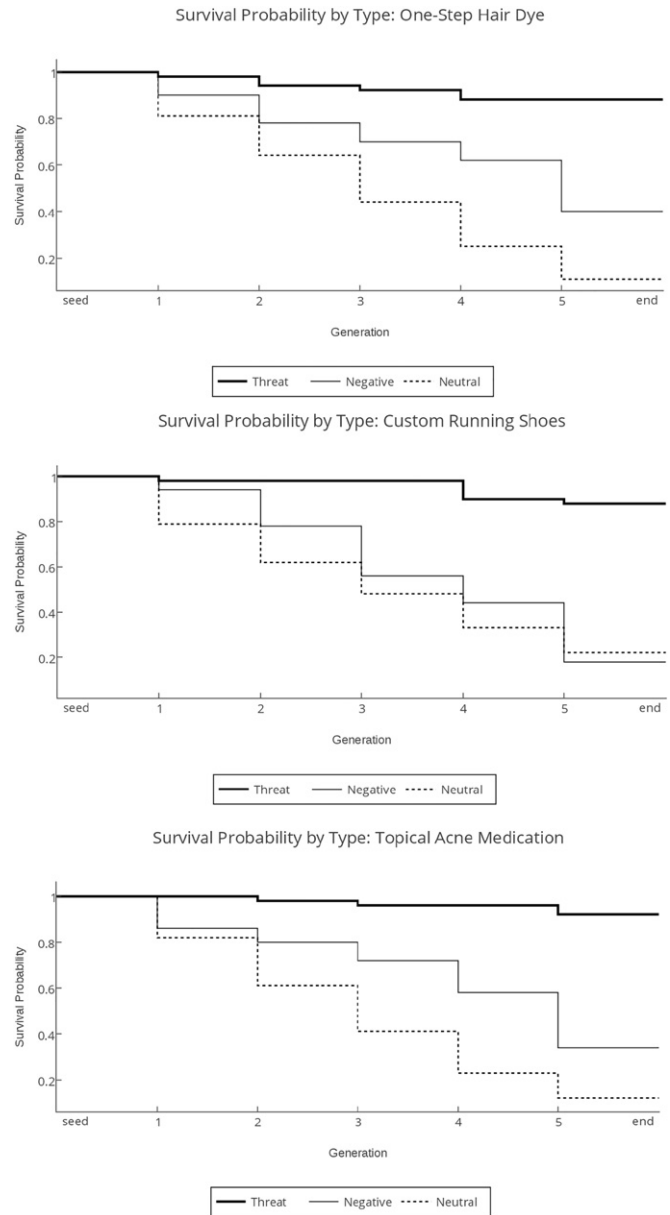 Survival Probability by Type: One-Step Hair Dye
1
0.8
0.6
0.4
0.2
Survival Probability
seed 1 2 3 4 5 end
Generation
Threat Negative Neutral
Survival Probability by Type: Custom Running Shoes
1
0.8
0.6
0.4
0.2
Survival Probability
seed 1 2 3 4 5 end
Generation
Threat Negative Neutral
Survival Probability by Type: Topical Acne Medication
1
0.8
0.6
0.4
0.2
Survival Probability
seed 1 2 3 4 5 end
Generation
Threat Negative Neutral